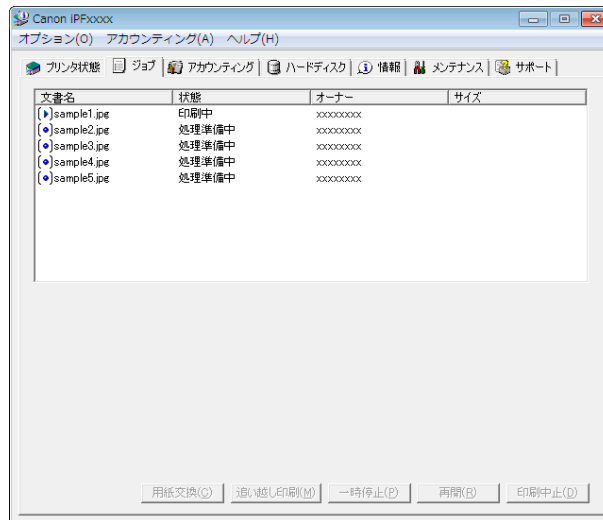 Canon iPFxxxx
オプション(O) アカウンティング(A) ヘルプ(H)
プリンタ状態 ジョブ アカウンティング ハードディスク 情報 メンテナンス サポート
文書名 状態 オーナー サイズ
sample1.jpg 印刷中 xxxxxxxx
sample2.jpg 処理準備中 xxxxxxxx
sample3.jpg 処理準備中 xxxxxxxx
sample4.jpg 処理準備中 xxxxxxxx
sample5.jpg 処理準備中 xxxxxxxx
用紙交換(C) 追い越し印刷(M) 一時停止(P) 再開(R) 印刷中止(D)